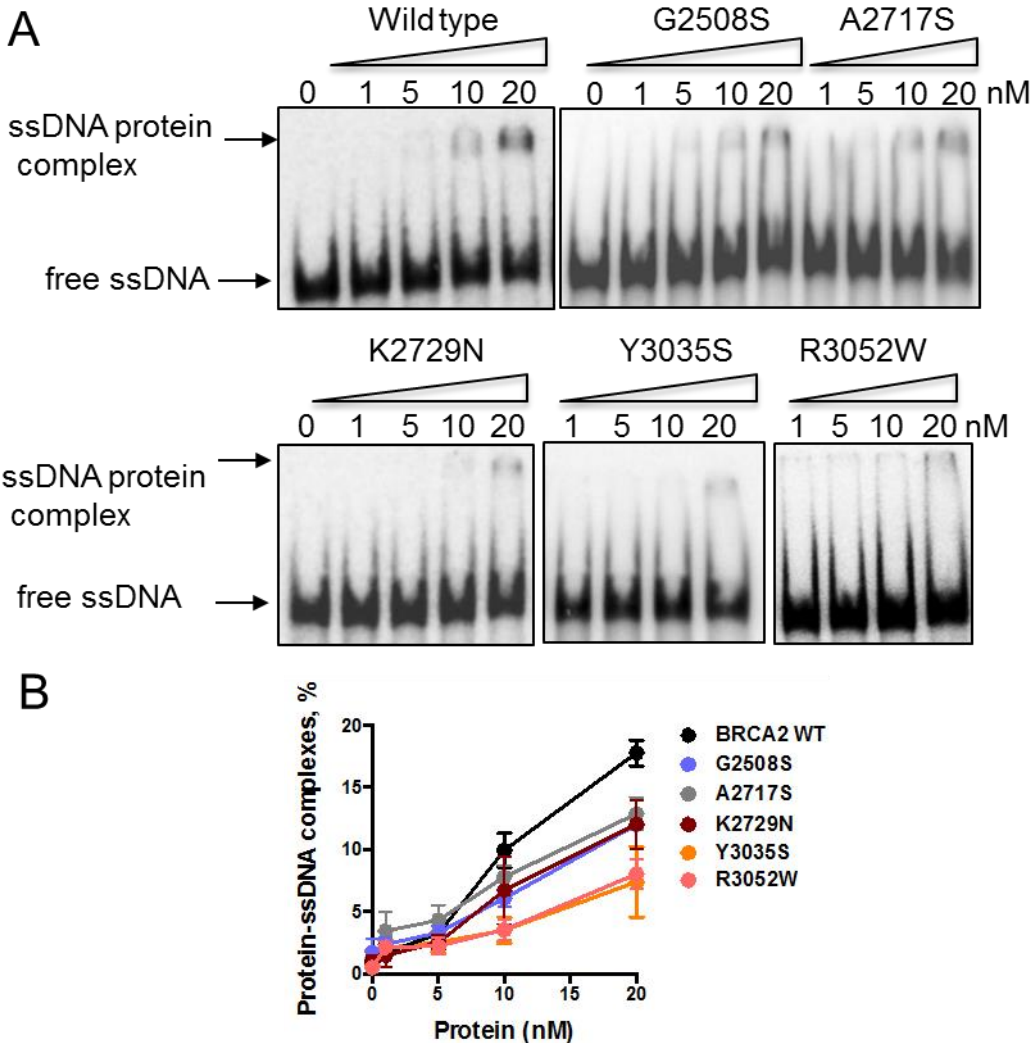 A
Wild type
G2508S
A2717S
0 1 5 10 20
0 1 5 10 20 1 5 10 20 nM
ssDNA protein
complex
free ssDNA
K2729N
Y3035S
R3052W
0 1 5 10 20
1 5 10 20
1 5 10 20 nM
ssDNA protein
complex
free ssDNA
B
Protein-ssDNA complexes, %
20
15
10
5
0
0 5 10 15 20
Protein (nM)
BRCA2 WT
G2508S
A2717S
K2729N
Y3035S
R3052W